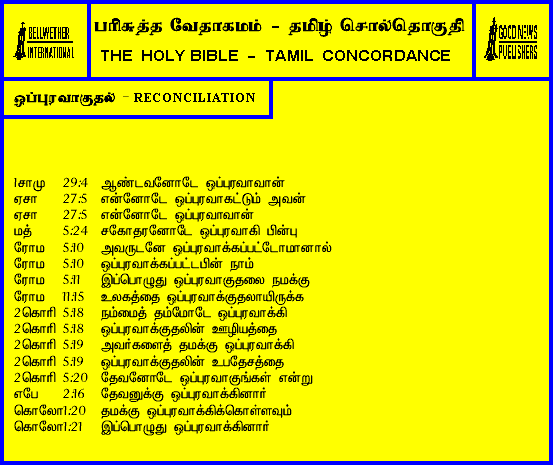 BELLWETHER
INTERNATIONAL
பரிசுத்த வேதாகமம் - தமிழ் சொல்தொகுதி
THE HOLY BIBLE - TAMIL CONCORDANCE
GOOD NEWS
PUBLISHERS
ஒப்புரவாகுதல் - RECONCILIATION
1சாமு 29:4 ஆண்டவனோடே ஒப்புரவாவான்
ஏசா 27:5 என்னோடே ஒப்புரவாகட்டும் அவன்
ஏசா 27:5 என்னோடே ஒப்புரவாவான்
மத் 5:24 சகோதரனோடே ஒப்புரவாகி பின்பு
ரோம 5:10 அவருடனே ஒப்புரவாக்கப்பட்டோமானால்
ரோம 5:10 ஒப்புரவாக்கப்பட்டபின் நாம்
ரோம 5:11 இப்பொழுது ஒப்புரவாகுதலை நமக்கு
ரோம 11:15 உலகத்தை ஒப்புரவாக்குதலாயிருக்க
2கொரி 5:18 நம்மைத் தம்மோடே ஒப்புரவாக்கி
2கொரி 5:18 ஒப்புரவாக்குதலின் ஊழியத்தை
2கொரி 5:19 அவர்களைத் தமக்கு ஒப்புரவாக்கி
2கொரி 5:19 ஒப்புரவாக்குதலின் உபதேசத்தை
2கொரி 5:20 தேவனோடே ஒப்புரவாகுங்கள் என்று
எபே 2:16 தேவனுக்கு ஒப்புரவாக்கினார்
கொலோ1:20 தமக்கு ஒப்புரவாக்கிக்கொள்ளவும்
கொலோ1:21 இப்பொழுது ஒப்புரவாக்கினார்